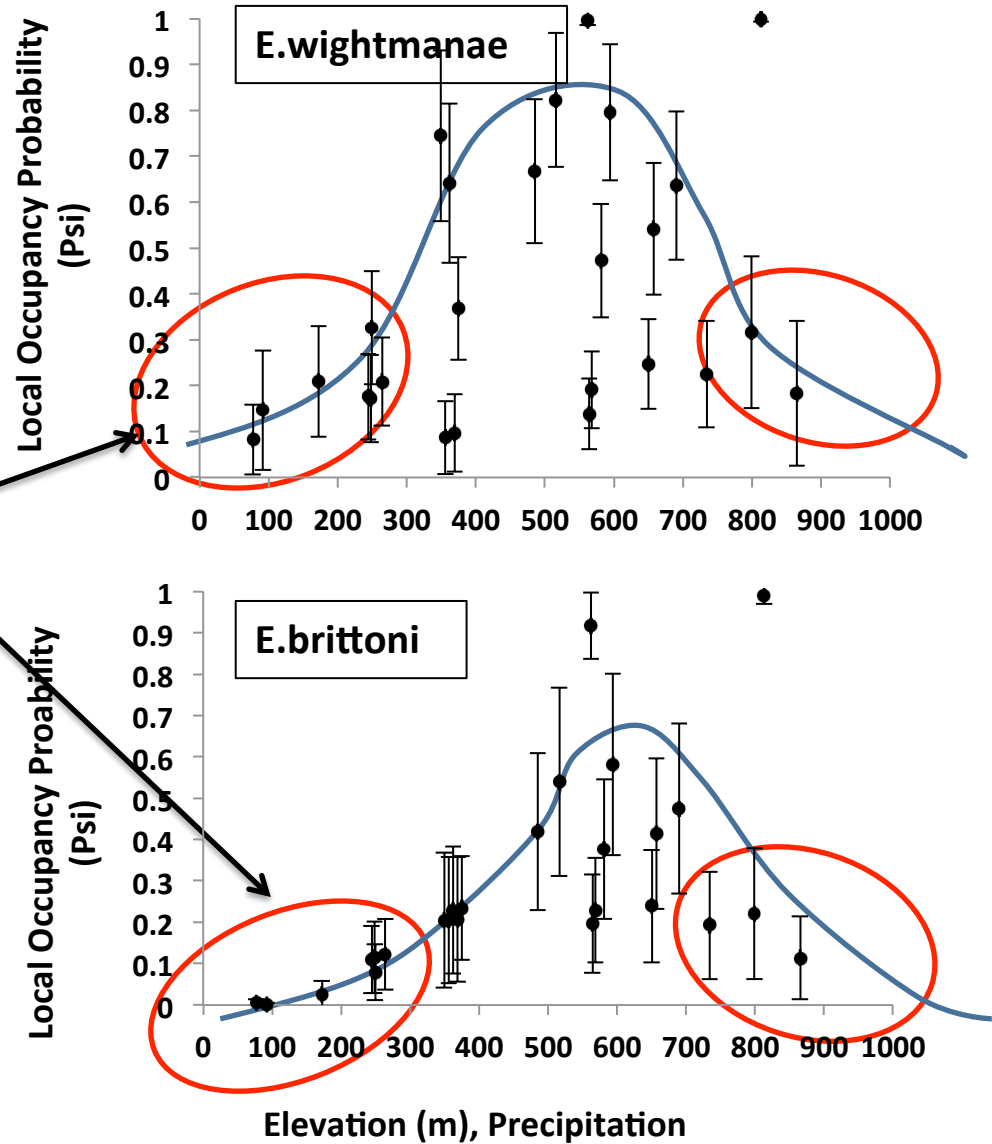 E.wightmanae
Local Occupancy Probability
(Psi)
1
0.9
0.8
0.7
0.6
0.5
0.4
0.3
0.2
0.1
0
0 100 200 300 400 500 600 700 800 900 1000
E.brittoni
Local Occupancy Proability
(Psi)
1
0.9
0.8
0.7
0.6
0.5
0.4
0.3
0.2
0.1
0
0 100 200 300 400 500 600 700 800 900 1000
Elevation (m), Precipitation